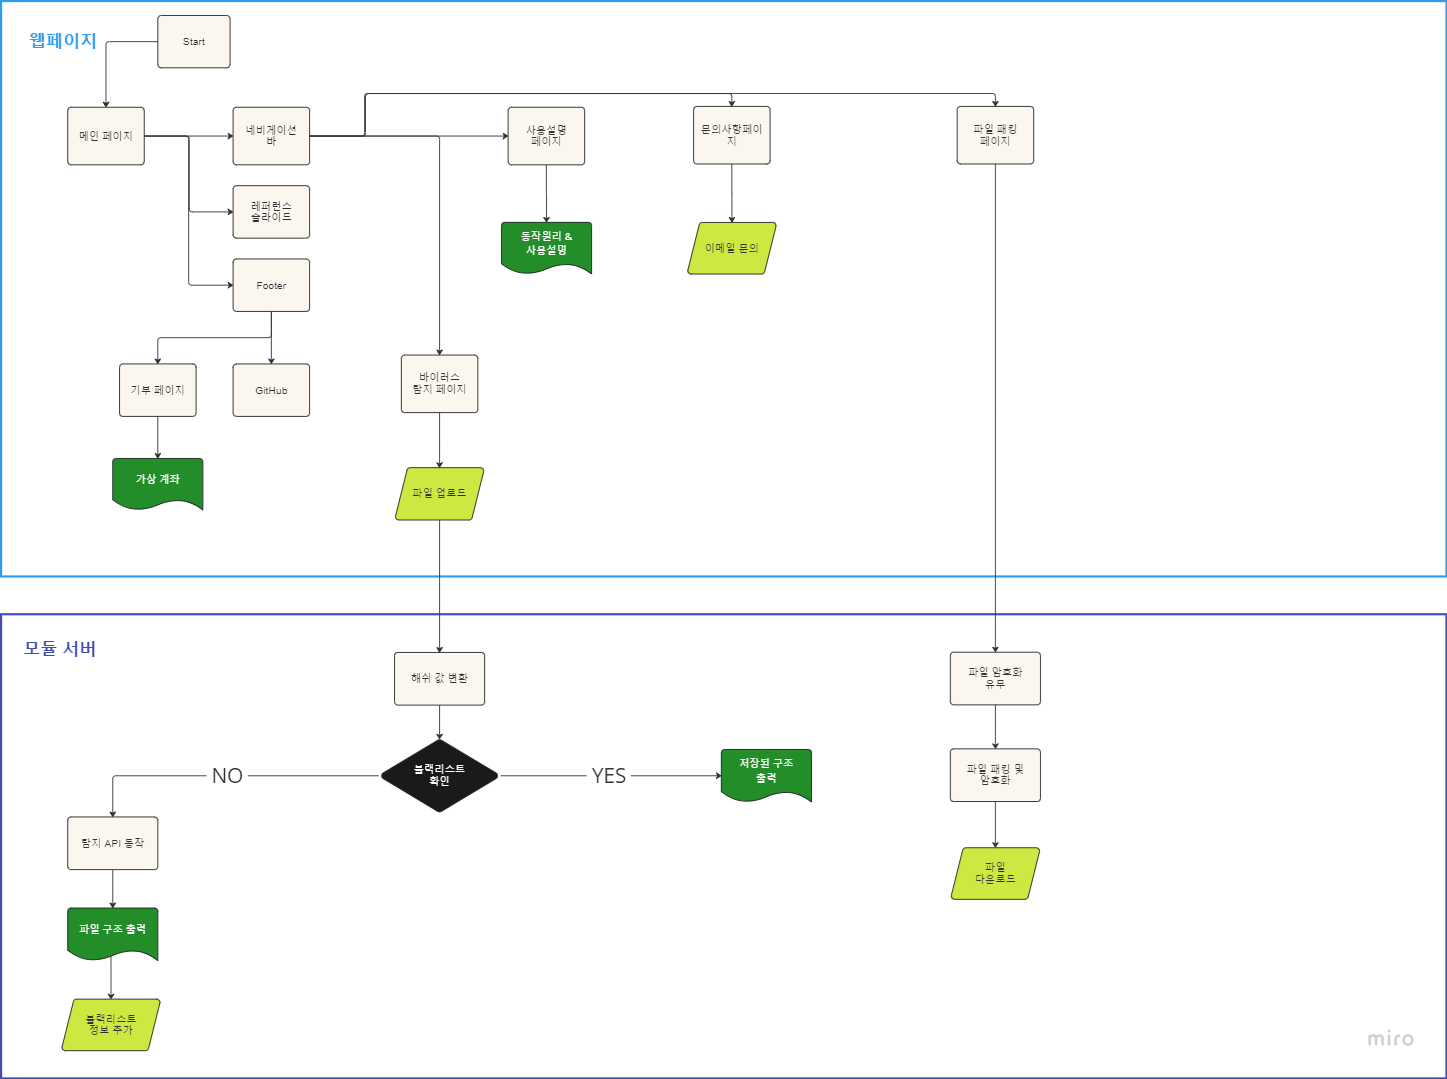 웹페이지
Start
메인 페이지
네비게이션
바
사용설명
페이지
문의사항페이
지
파일 패킹
페이지
레퍼런스
슬라이드
동작원리 &
사용설명
이메일 문의
Footer
기부 페이지
GitHub
바이러스
탐지 페이지
가상 계좌
파일 업로드
모듈 서버
해쉬 값 변환
파일 암호화
유무
NO
블랙리스트
확인
YES
저장된 구조
출력
파일 패킹 및
암호화
탐지 API 동작
파일
다운로드
파일 구조 출력
블랙리스트
정보 추가
miro